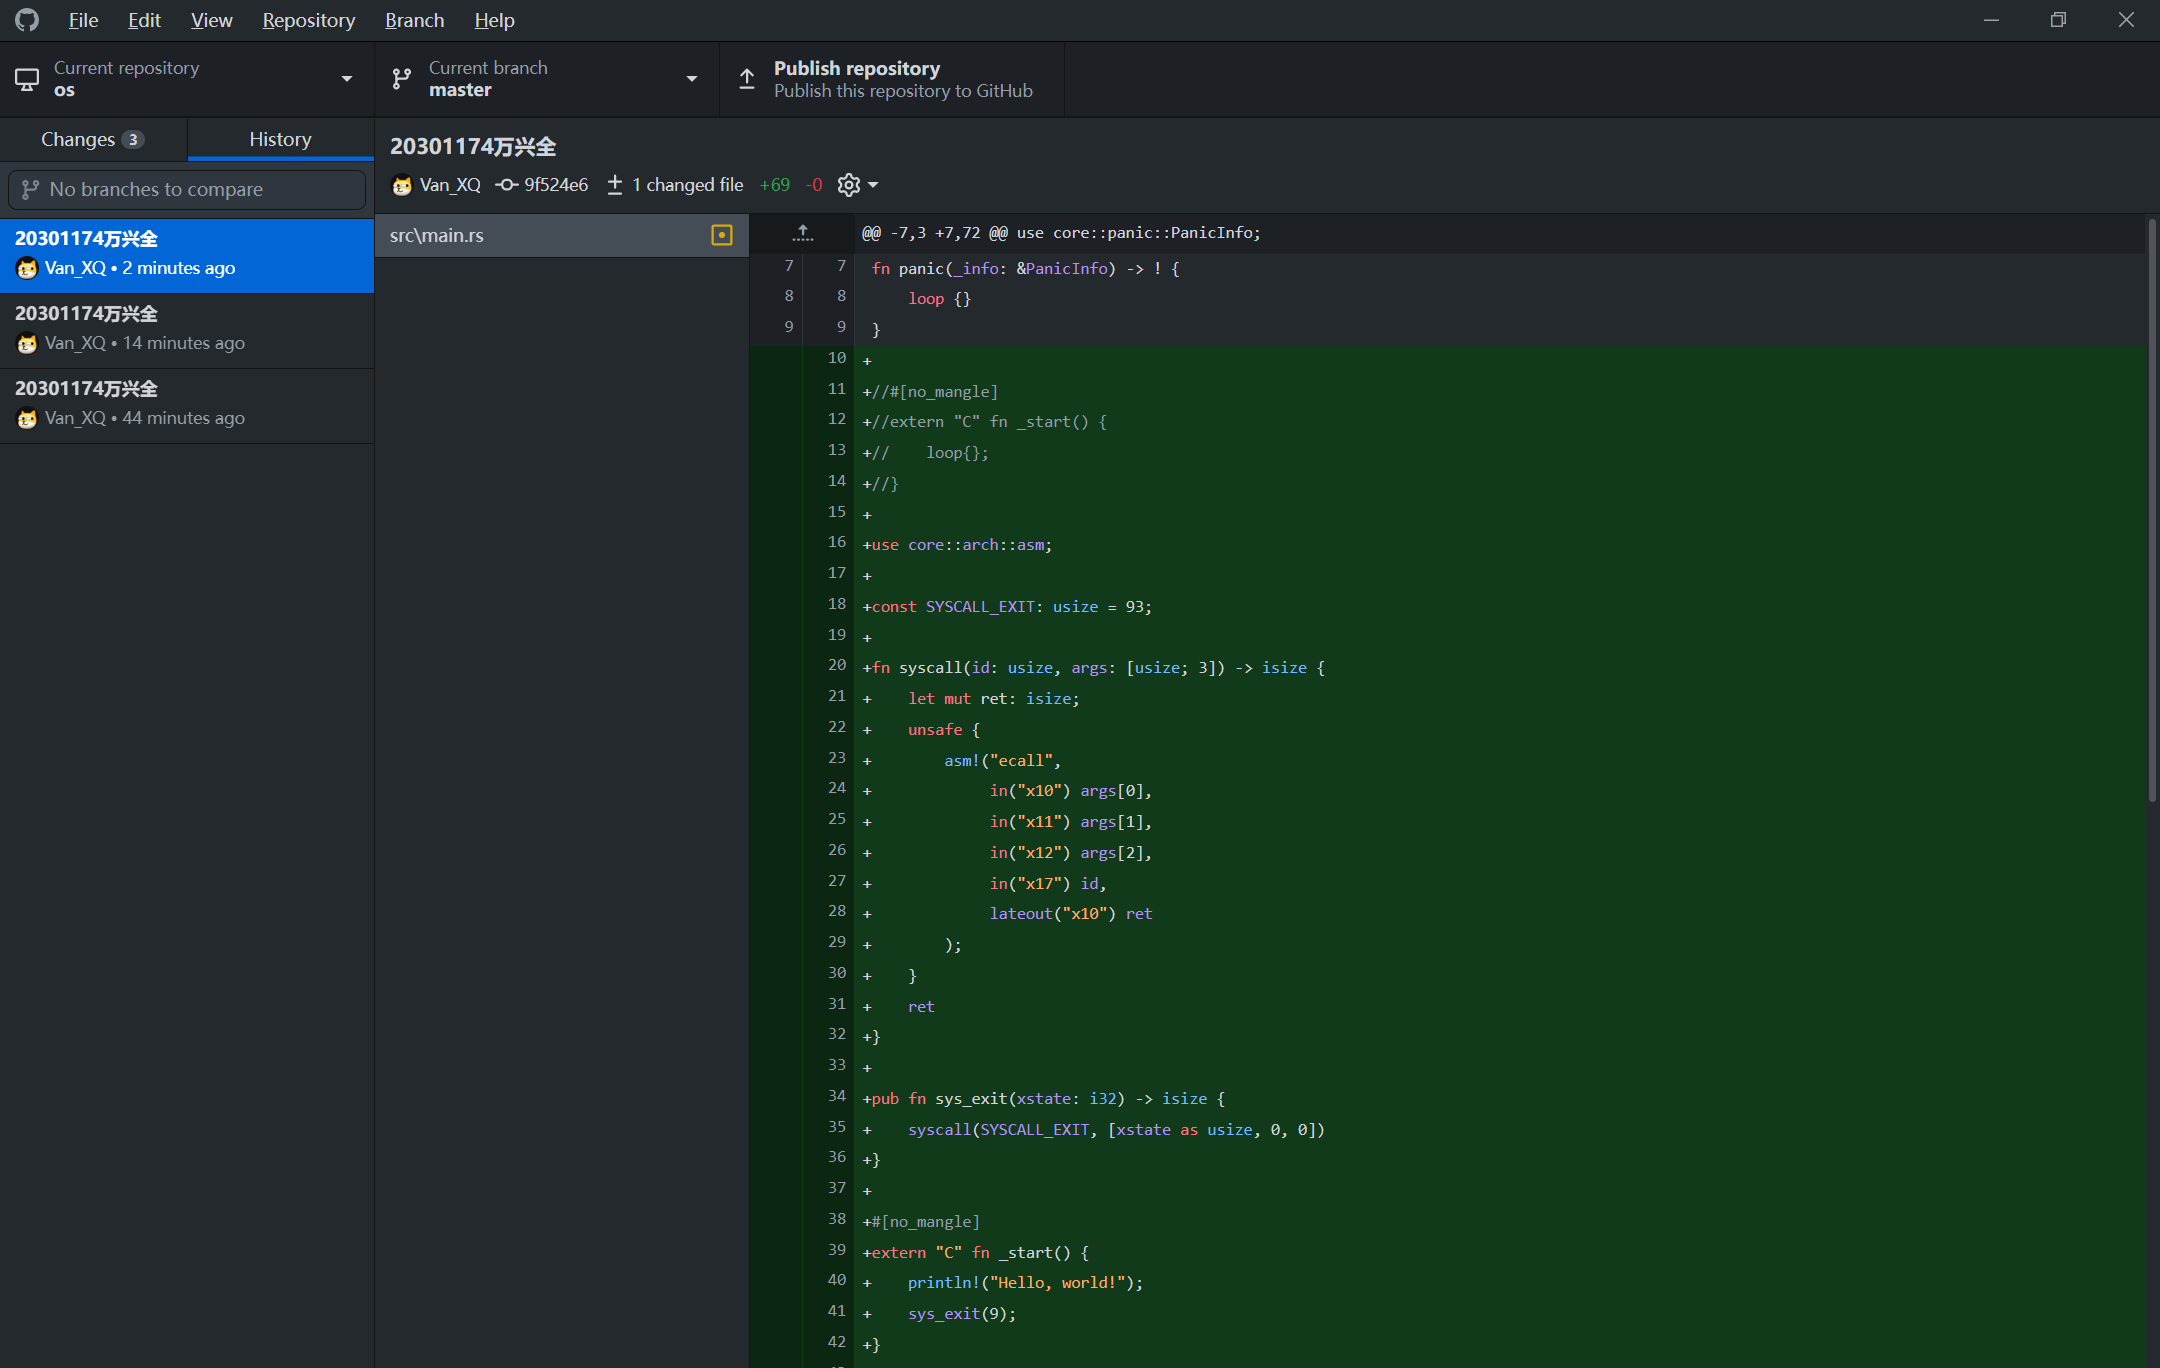 File Edit View Repository Branch Help
Current repository
os
Current branch
master
Publish repository
Publish this repository to GitHub
Changes 3
History
No branches to compare
20301174万兴全
Van_XQ • 2 minutes ago
20301174万兴全
Van_XQ • 14 minutes ago
20301174万兴全
Van_XQ • 44 minutes ago
20301174万兴全
Van_XQ 9f524e6 1 changed file +69 -0
src\main.rs
@@ -7,3 +7,72 @@ use core::panic::PanicInfo;
7 7 fn panic(_info: &PanicInfo) -> ! {
8 8     loop {}
9 9 }
10 +
11 +//#[no_mangle]
12 +//extern "C" fn _start() {
13 +//    loop{};
14 +//}
15 +
16 +use core::arch::asm;
17 +
18 +const SYSCALL_EXIT: usize = 93;
19 +
20 +fn syscall(id: usize, args: [usize; 3]) -> isize {
21 +    let mut ret: isize;
22 +    unsafe {
23 +        asm!("ecall",
24 +             in("x10") args[0],
25 +             in("x11") args[1],
26 +             in("x12") args[2],
27 +             in("x17") id,
28 +             lateout("x10") ret
29 +        );
30 +    }
31 +    ret
32 +}
33 +
34 +pub fn sys_exit(xstate: i32) -> isize {
35 +    syscall(SYSCALL_EXIT, [xstate as usize, 0, 0])
36 +}
37 +
38 +#[no_mangle]
39 +extern "C" fn _start() {
40 +    println!("Hello, world!");
41 +    sys_exit(9);
42 +}